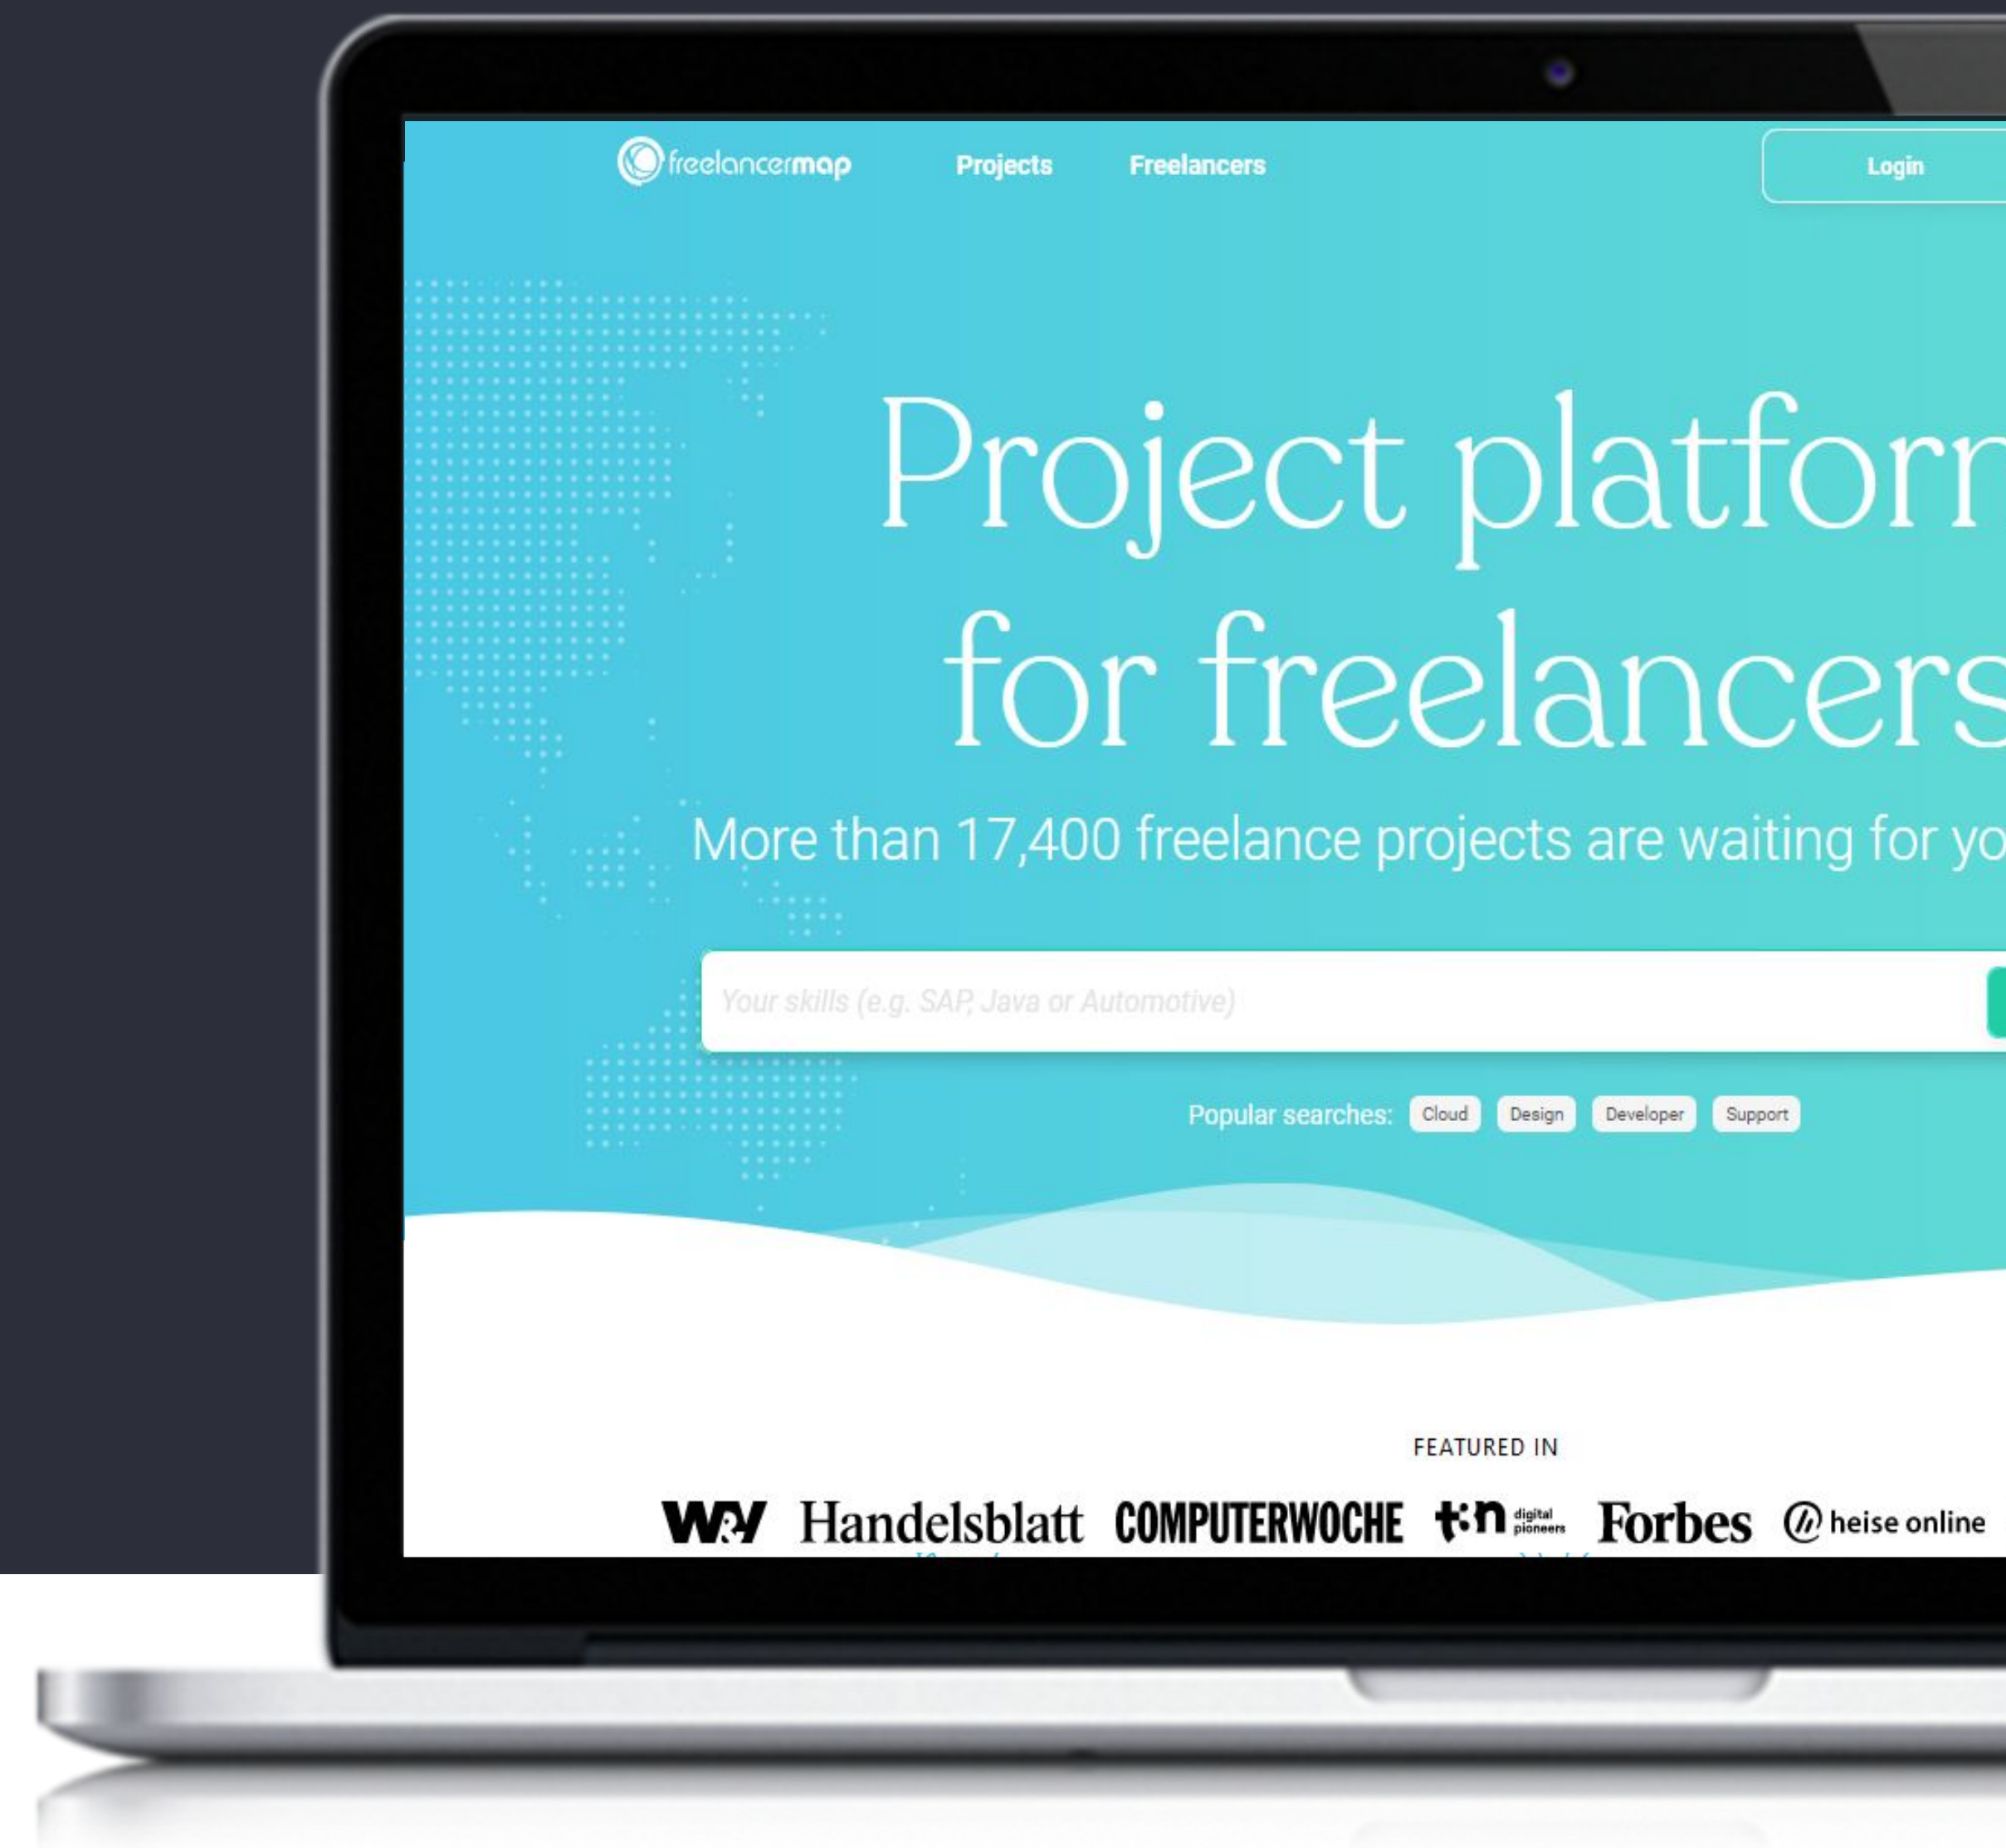 freelancermap Projects Freelancers Login
Project platfor
for freelancers
More than 17,400 freelance projects are waiting for yo
Your skills (e.g. SAP, Java or Automotive)
Popular searches: Cloud Design Developer Support
FEATURED IN
W&V Handelsblatt COMPUTERWOCHE t3n digital pioneers Forbes heise online